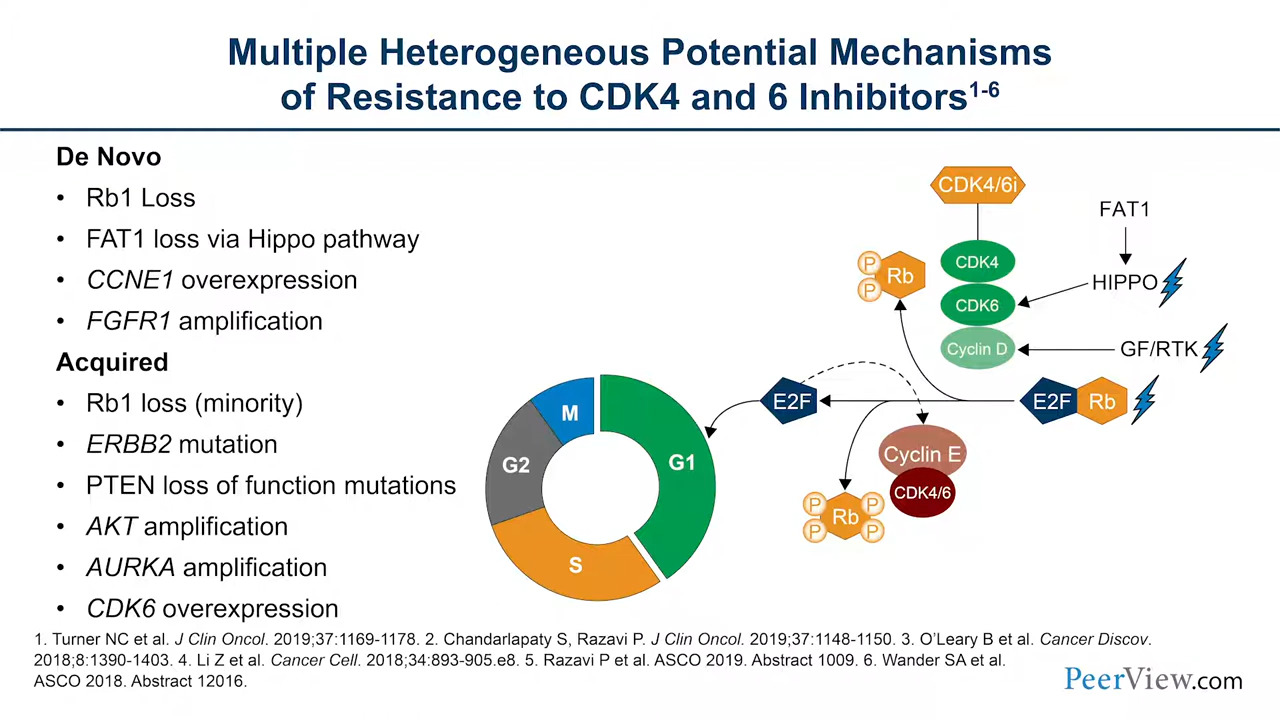 Multiple Heterogeneous Potential Mechanisms
of Resistance to CDK4 and 6 Inhibitors1-6
De Novo
• Rb1 Loss
• FAT1 loss via Hippo pathway
• CCNE1 overexpression
• FGFR1 amplification
Acquired
• Rb1 loss (minority)
• ERBB2 mutation
• PTEN loss of function mutations
• AKT amplification
• AURKA amplification
• CDK6 overexpression
CDK4/6i
FAT1
P
P
Rb
CDK4
CDK6
HIPPO
Cyclin D
GF/RTK
E2F
E2F
Rb
M
G1
G2
S
Cyclin E
CDK4/6
P
P
Rb
P
P
1. Turner NC et al. J Clin Oncol. 2019;37:1169-1178. 2. Chandarlapaty S, Razavi P. J Clin Oncol. 2019;37:1148-1150. 3. O’Leary B et al. Cancer Discov.
2018;8:1390-1403. 4. Li Z et al. Cancer Cell. 2018;34:893-905.e8. 5. Razavi P et al. ASCO 2019. Abstract 1009. 6. Wander SA et al.
ASCO 2018. Abstract 12016.
PeerView.com